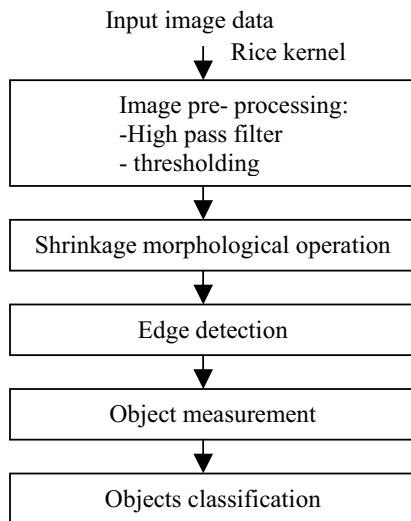 Input image data
Rice kernel
Image pre- processing:
-High pass filter
- thresholding
Shrinkage morphological operation
Edge detection
Object measurement
Objects classification